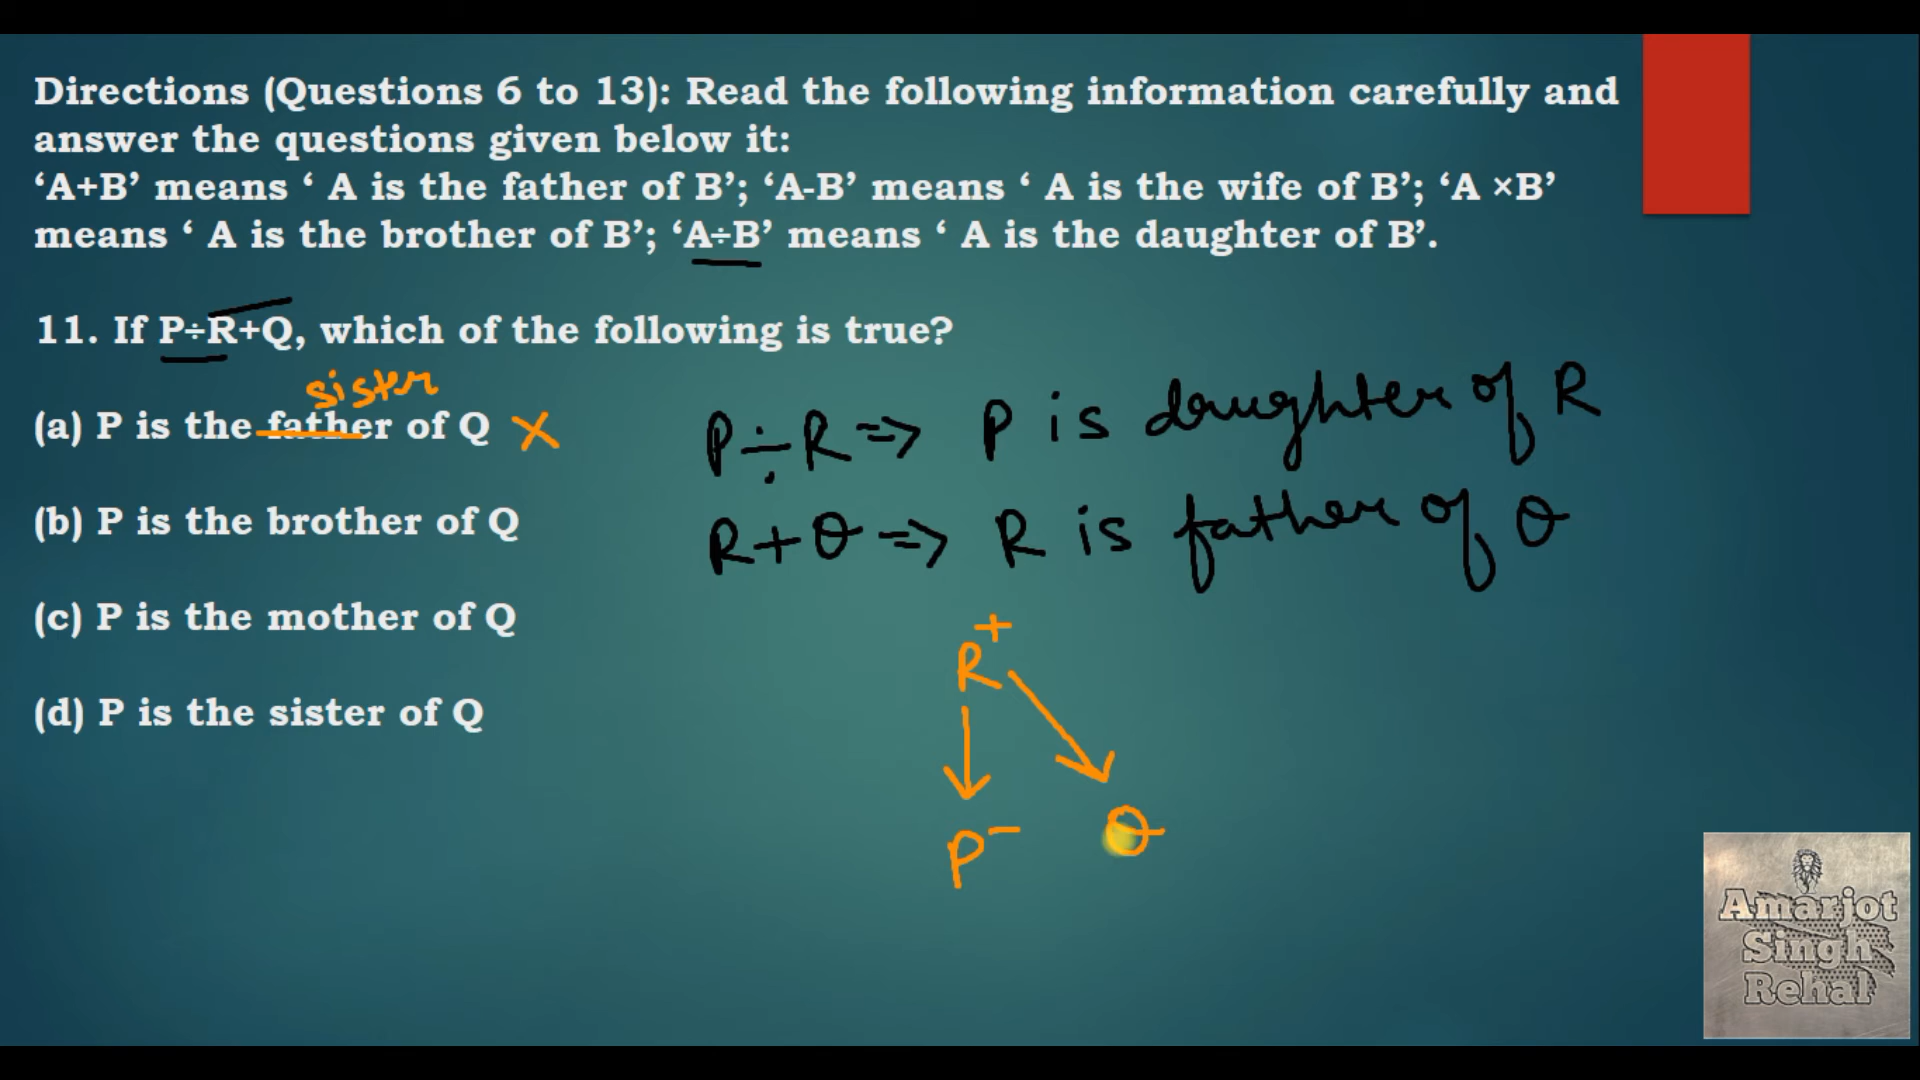 Directions (Questions 6 to 13): Read the following information carefully and
answer the questions given below it:
‘A+B’ means ‘ A is the father of B’; ‘A-B’ means ‘ A is the wife of B’; ‘A ×B’
means ‘ A is the brother of B’; ‘A÷B’ means ‘ A is the daughter of B’.
11. If P÷R+Q, which of the following is true?
sister
(a) P is the father of Q ×
(b) P is the brother of Q
(c) P is the mother of Q
(d) P is the sister of Q
P÷R => P is daughter of R
R+Q => R is father of Q
R+
P- Q
Amarjot
Singh
Rehal